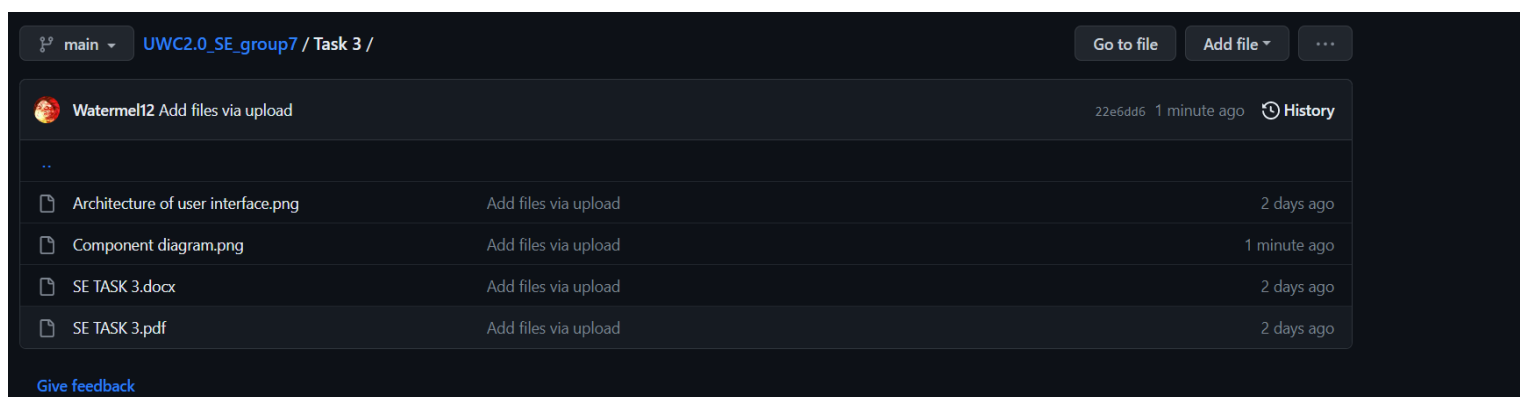 main UWC2.0_SE_group7 / Task 3 / Go to file Add file ...
Watermel12 Add files via upload 22e6dd6 1 minute ago History
..
Architecture of user interface.png Add files via upload 2 days ago
Component diagram.png Add files via upload 1 minute ago
SE TASK 3.docx Add files via upload 2 days ago
SE TASK 3.pdf Add files via upload 2 days ago
Give feedback